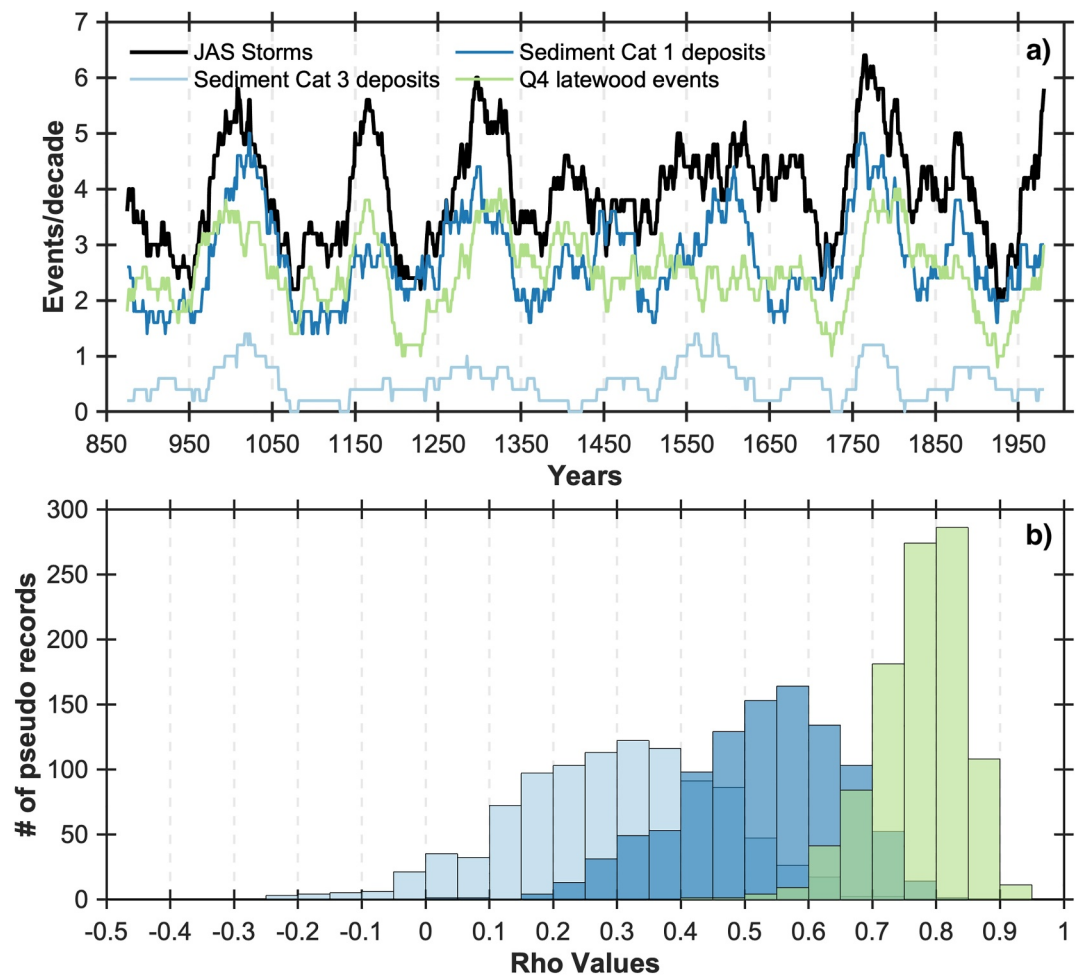 7
6
5
4
3
2
1
0
Events/decade
JAS Storms
Sediment Cat 1 deposits
Sediment Cat 3 deposits
Q4 latewood events
a)
850 950 1050 1150 1250 1350 1450 1550 1650 1750 1850 1950
Years
300
250
200
150
100
50
0
# of pseudo records
b)
-0.5 -0.4 -0.3 -0.2 -0.1 0 0.1 0.2 0.3 0.4 0.5 0.6 0.7 0.8 0.9 1
Rho Values